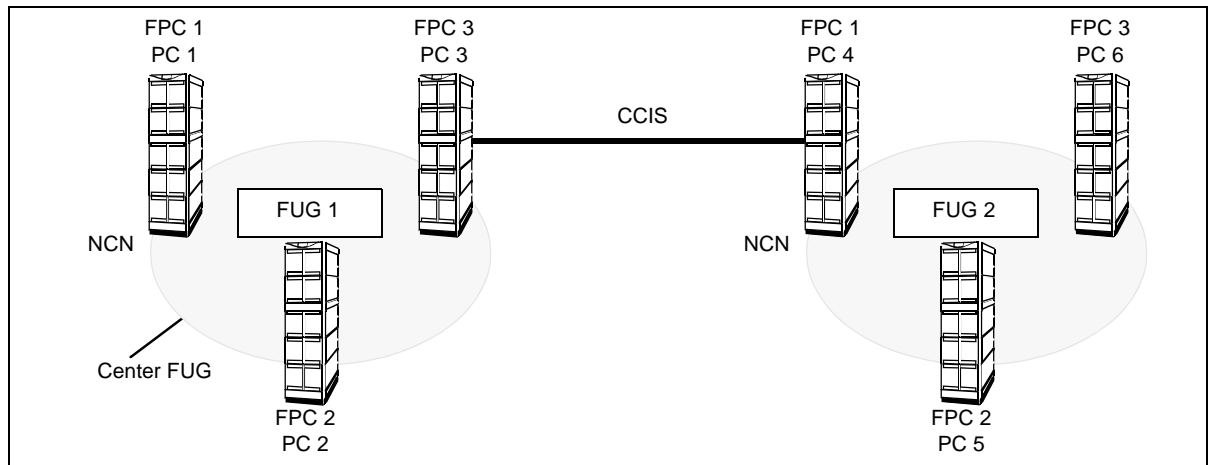 FPC 1
PC 1
FPC 3
PC 3
FPC 1
PC 4
FPC 3
PC 6
CCIS
FUG 1
FUG 2
NCN
NCN
Center FUG
FPC 2
PC 2
FPC 2
PC 5